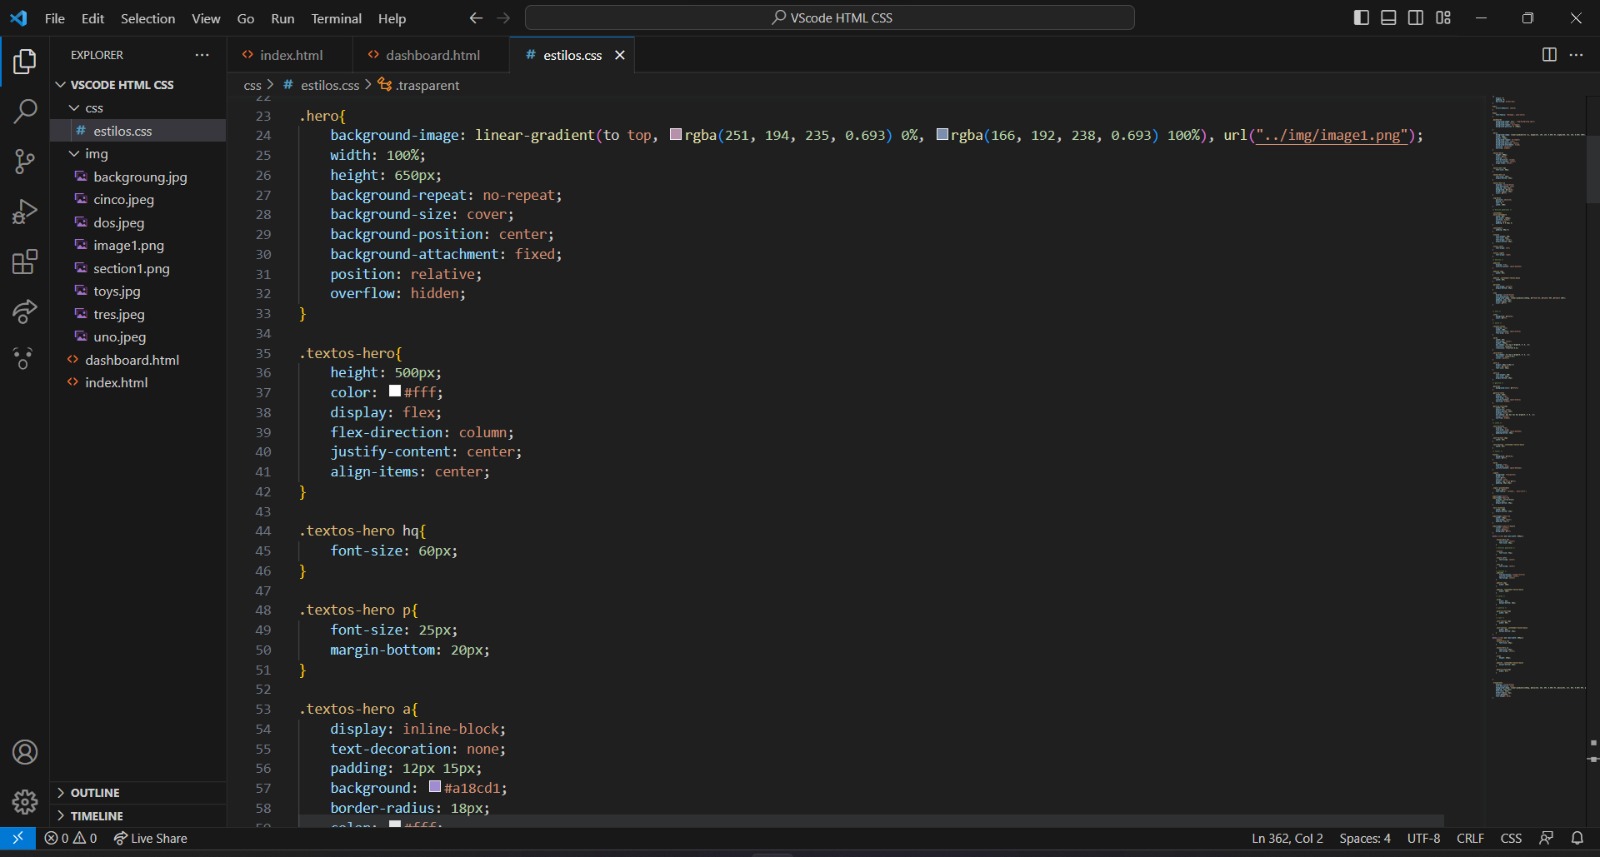 File Edit Selection View Go Run Terminal Help
VScode HTML CSS
EXPLORER
index.html
dashboard.html
# estilos.css
VSCODE HTML CSS
css
# estilos.css
img
backgroung.jpg
cinco.jpeg
dos.jpeg
image1.png
section1.png
toys.jpg
tres.jpeg
uno.jpeg
dashboard.html
index.html
OUTLINE
TIMELINE
css > # estilos.css > .trasparent
22
23 .hero{
24 background-image: linear-gradient(to top, rgba(251, 194, 235, 0.693) 0%, rgba(166, 192, 238, 0.693) 100%), url("../img/image1.png");
25 width: 100%;
26 height: 650px;
27 background-repeat: no-repeat;
28 background-size: cover;
29 background-position: center;
30 background-attachment: fixed;
31 position: relative;
32 overflow: hidden;
33 }
34
35 .textos-hero{
36 height: 500px;
37 color: #fff;
38 display: flex;
39 flex-direction: column;
40 justify-content: center;
41 align-items: center;
42 }
43
44 .textos-hero hq{
45 font-size: 60px;
46 }
47
48 .textos-hero p{
49 font-size: 25px;
50 margin-bottom: 20px;
51 }
52
53 .textos-hero a{
54 display: inline-block;
55 text-decoration: none;
56 padding: 12px 15px;
57 background: #a18cd1;
58 border-radius: 18px;
59 color: #fff;
0 0 Live Share
Ln 362, Col 2 Spaces: 4 UTF-8 CRLF CSS